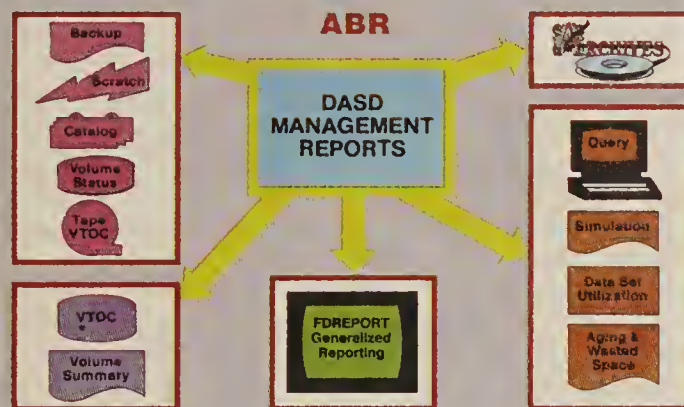 ABR
Backup
Scratch
Catalog
Volume
Status
Tape
VTOC
DASD
MANAGEMENT
REPORTS
ARCHIVES
Query
Simulation
Data Set
Utilization
Aging &
Wasted
Space
VTOC
Volume
Summary
FDREPORT
Generalized
Reporting